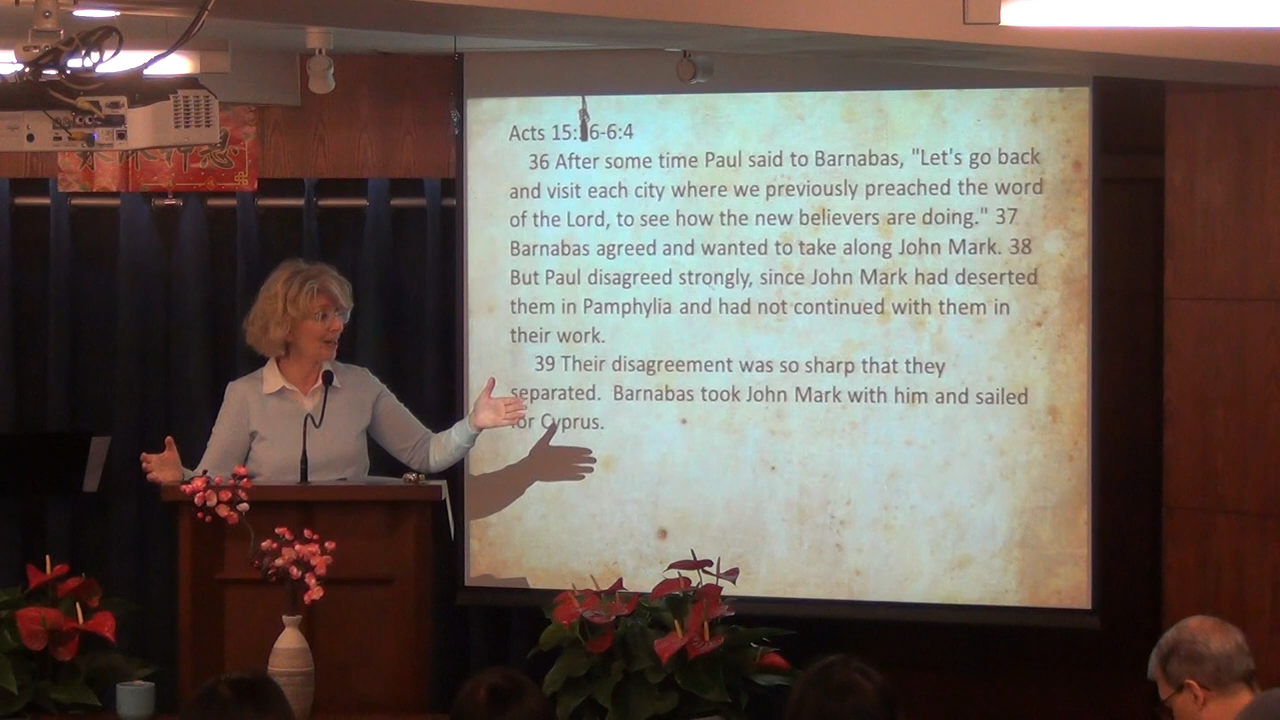 Acts 15:36-6:4
36 After some time Paul said to Barnabas, "Let's go back
and visit each city where we previously preached the word
of the Lord, to see how the new believers are doing." 37
Barnabas agreed and wanted to take along John Mark. 38
But Paul disagreed strongly, since John Mark had deserted
them in Pamphylia and had not continued with them in
their work.
39 Their disagreement was so sharp that they
separated. Barnabas took John Mark with him and sailed
for Cyprus.